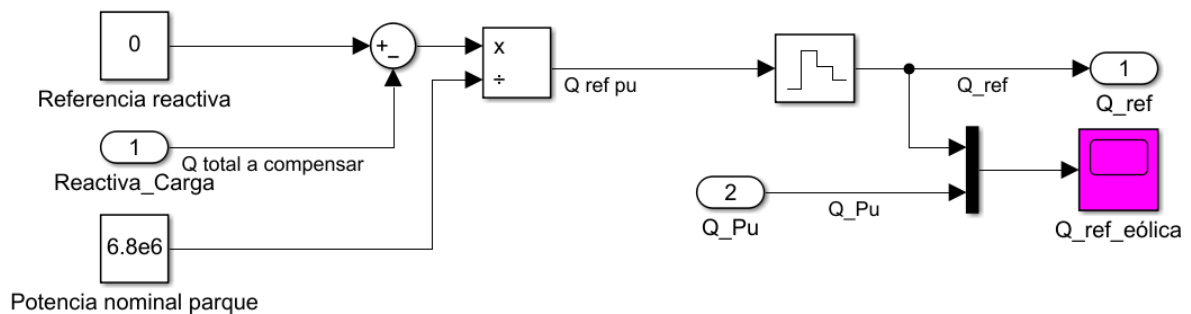 0
Referencia reactiva
+
−
x
÷
Q ref pu
Q_ref
1
Q_ref
1
Q total a compensar
Reactiva_Carga
2
Q_Pu
Q_Pu
Q_ref_eólica
6.8e6
Potencia nominal parque